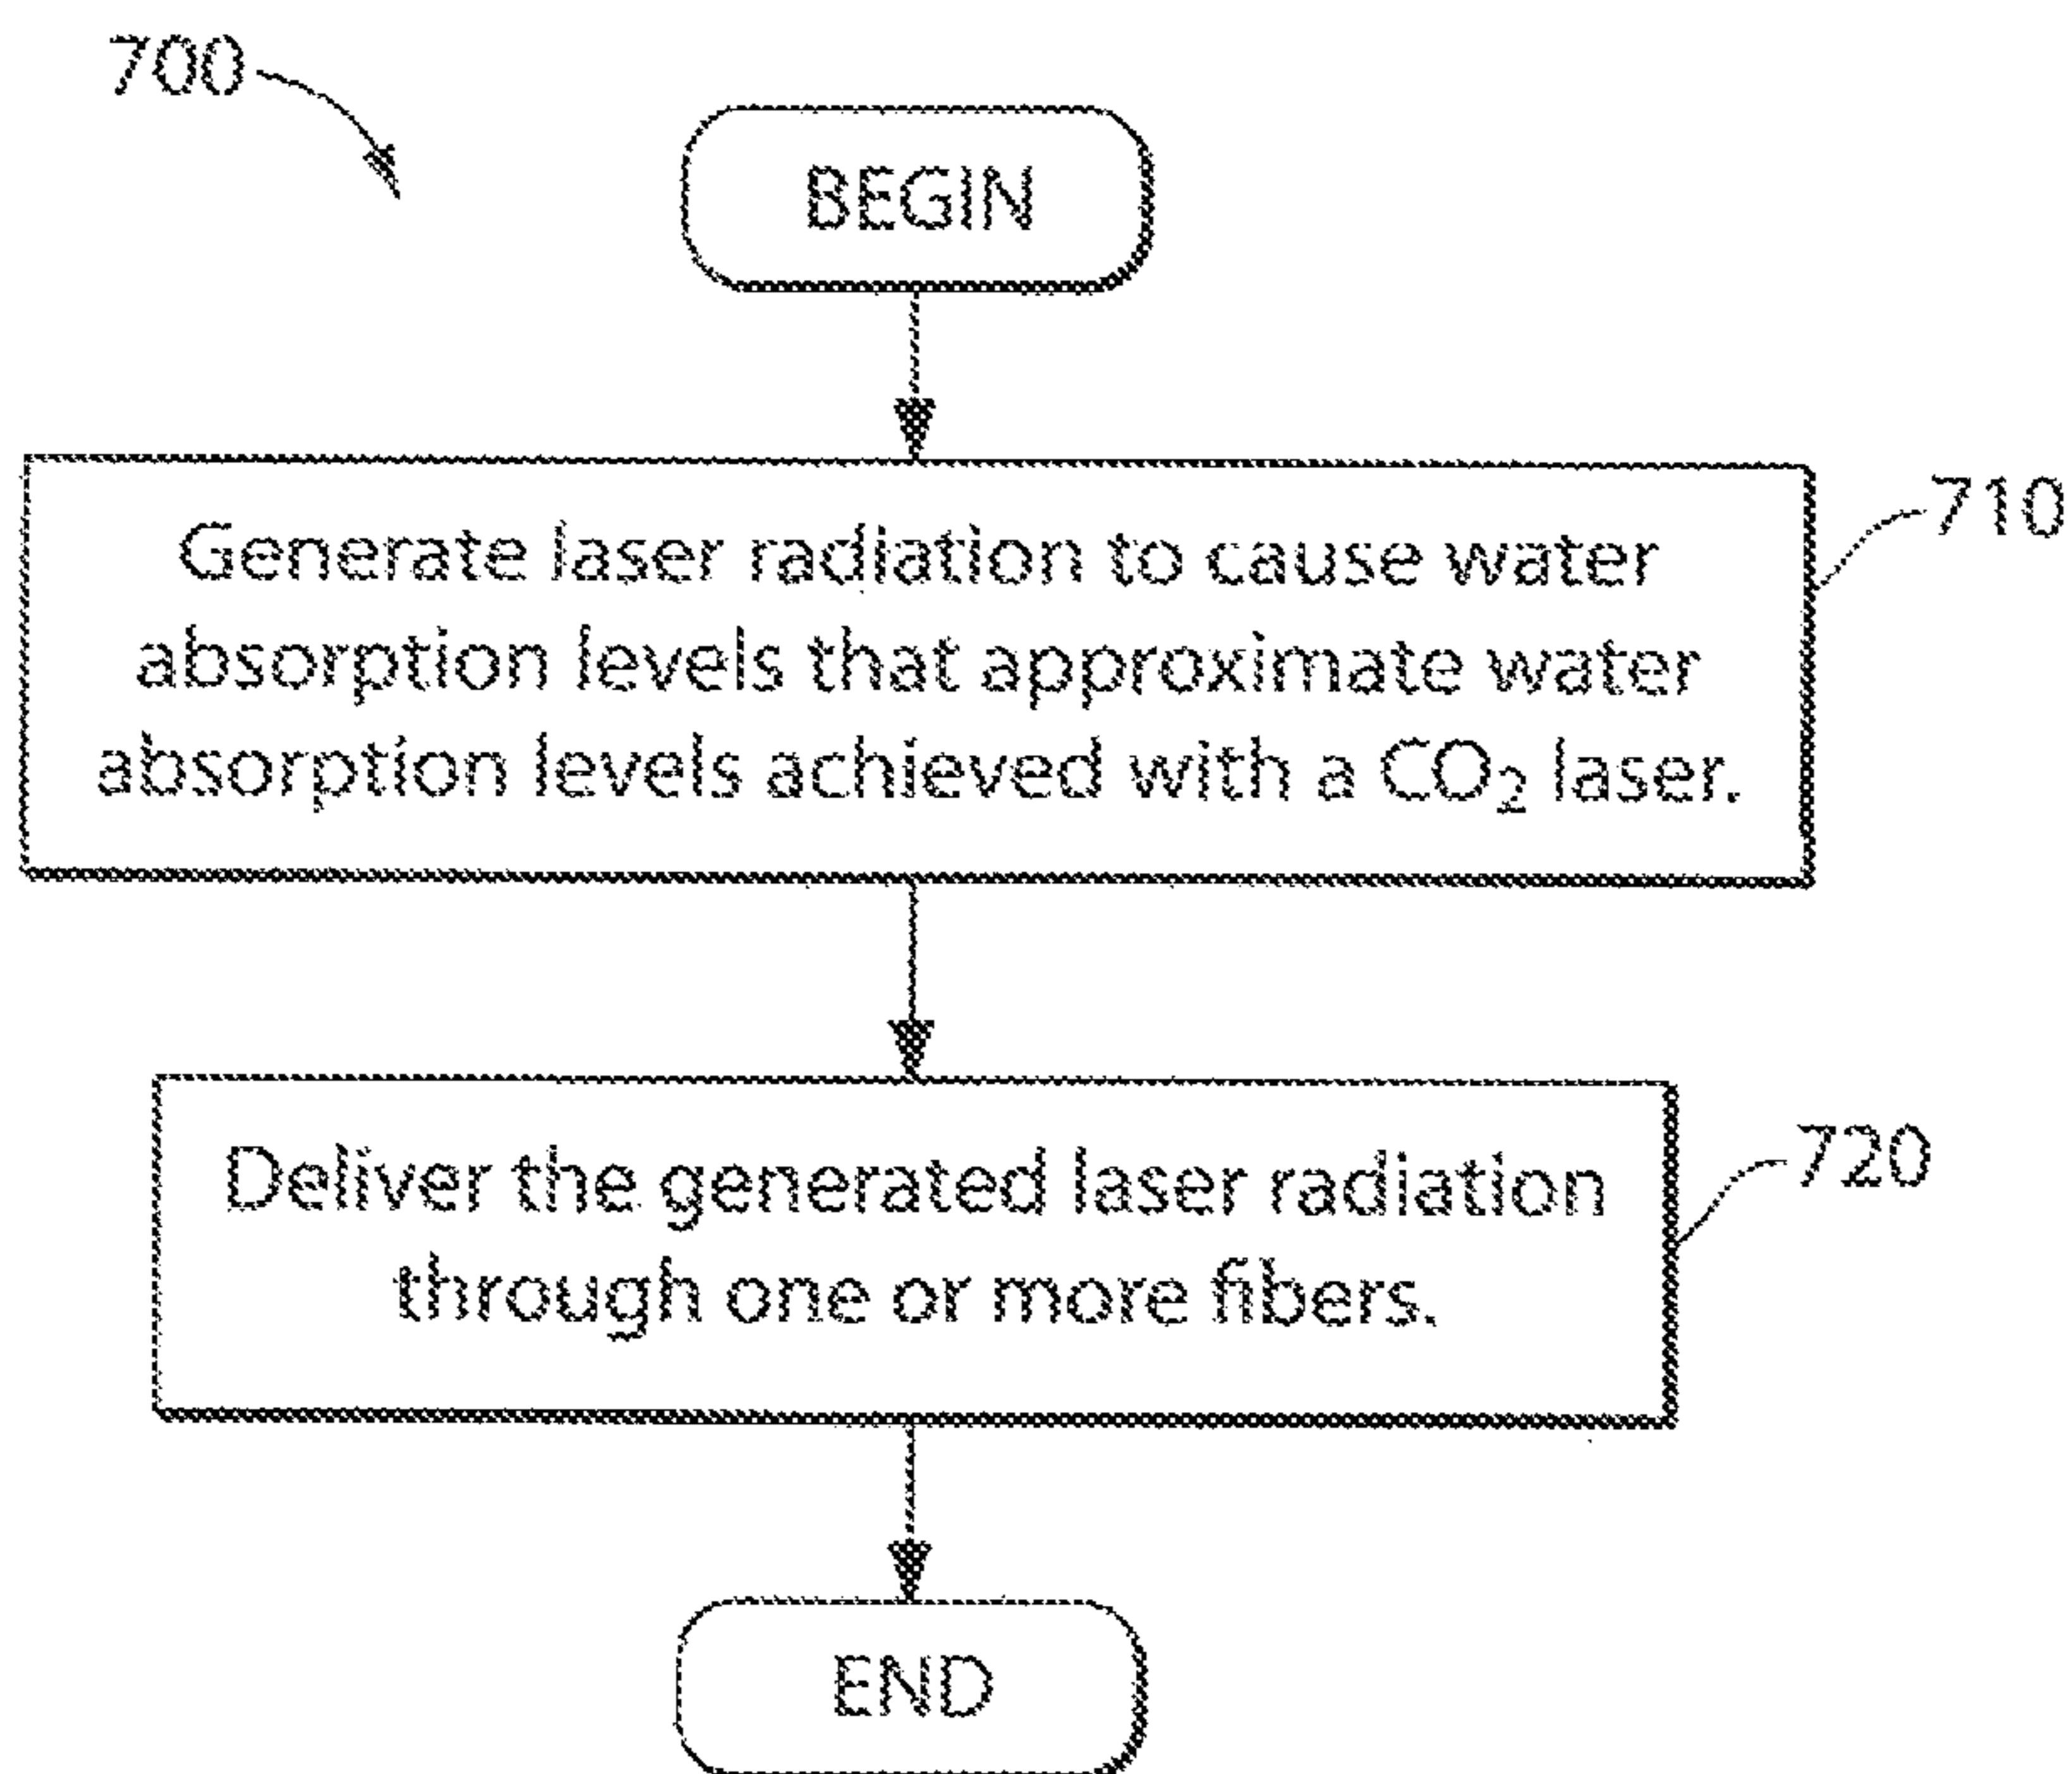 700
BEGIN
710
Generate laser radiation to cause water
absorption levels that approximate water
absorption levels achieved with a CO₂ laser.
720
Deliver the generated laser radiation
through one or more fibers.
END